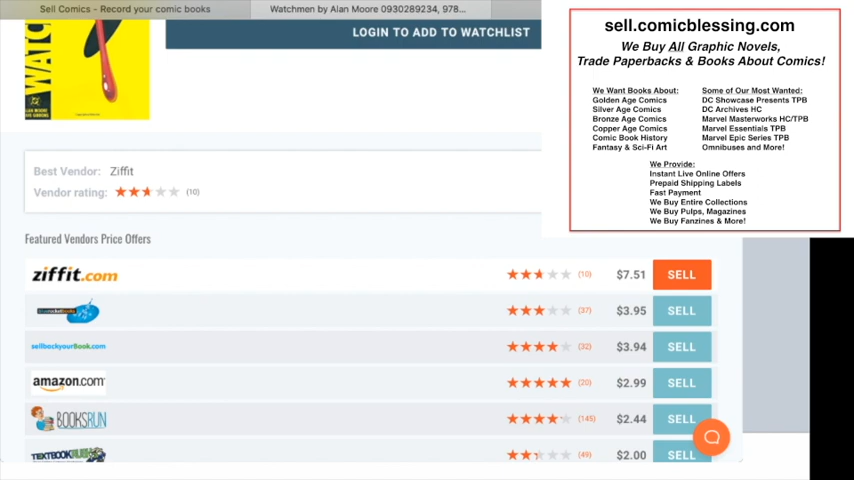 Sell Comics - Record your comic books
Watchmen by Alan Moore 0930289234, 978...
WATC
LOGIN TO ADD TO WATCHLIST
Best Vendor: Ziffit
Vendor rating: (10)
Featured Vendors Price Offers
ziffit.com (10) $7.51 SELL
bluerocketbooks (37) $3.95 SELL
sellbackyourBook.com (32) $3.94 SELL
amazon.com (20) $2.99 SELL
BOOKSRUN (145) $2.44 SELL
TEXTBOOKRUSH (49) $2.00 SELL
sell.comicblessing.com
We Buy All Graphic Novels,
Trade Paperbacks & Books About Comics!
We Want Books About:
Golden Age Comics
Silver Age Comics
Bronze Age Comics
Copper Age Comics
Comic Book History
Fantasy & Sci-Fi Art
Some of Our Most Wanted:
DC Showcase Presents TPB
DC Archives HC
Marvel Masterworks HC/TPB
Marvel Essentials TPB
Marvel Epic Series TPB
Omnibuses and More!
We Provide:
Instant Live Online Offers
Prepaid Shipping Labels
Fast Payment
We Buy Entire Collections
We Buy Pulps, Magazines
We Buy Fanzines & More!